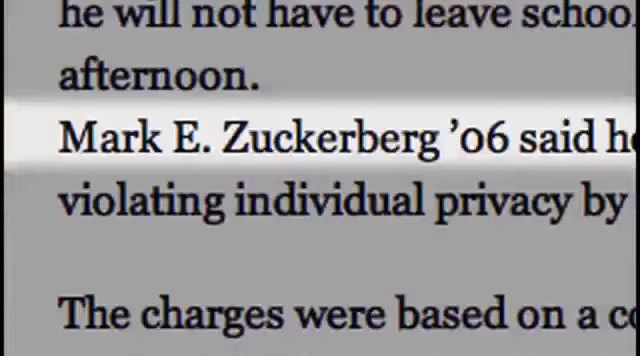 he will not have to leave school
afternoon.
Mark E. Zuckerberg ’06 said he
violating individual privacy by
The charges were based on a